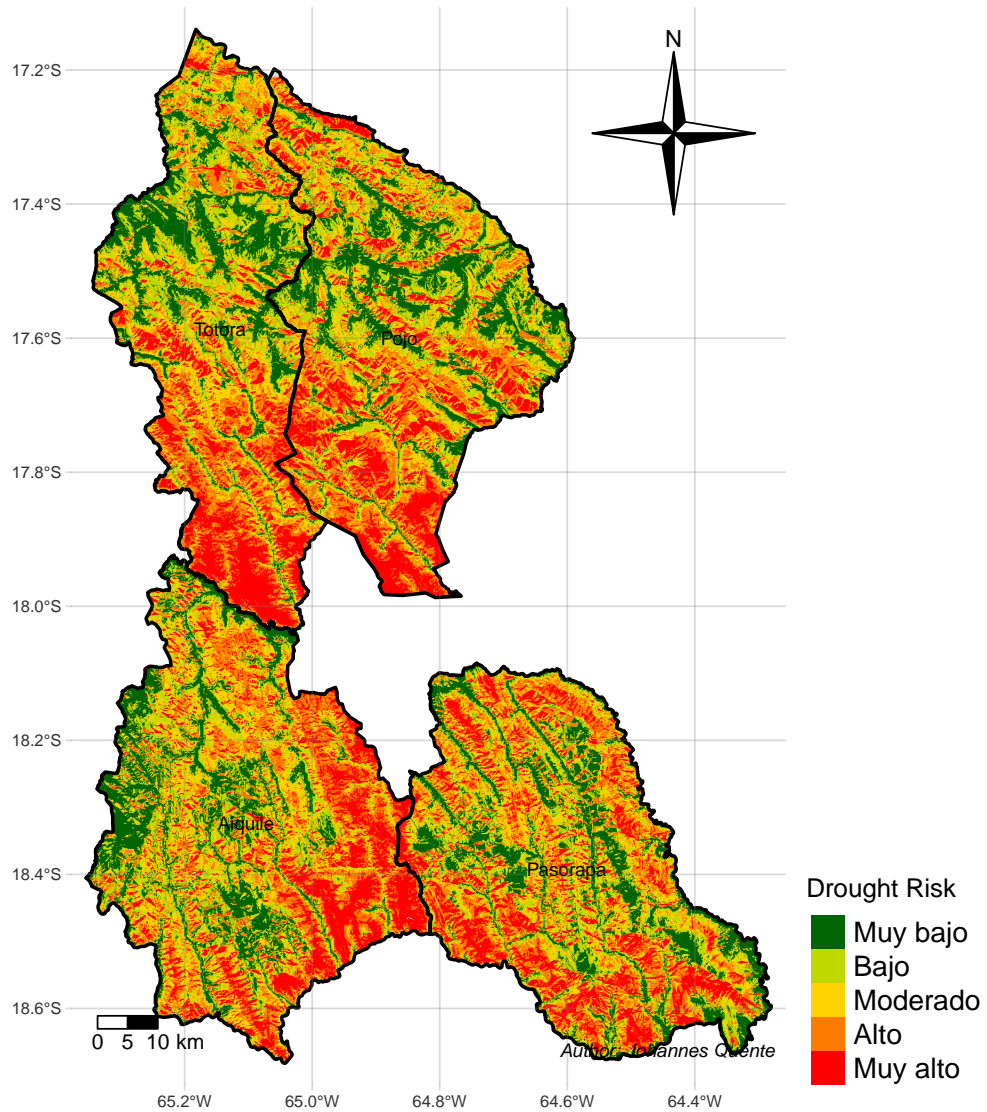 N
17.2°S
17.4°S
17.6°S
17.8°S
18.0°S
18.2°S
18.4°S
18.6°S
Totora
Pojo
Aiquile
Pasorapa
Drought Risk
Muy bajo
Bajo
Moderado
Alto
Muy alto
0 5 10 km
Author: Johannes Quente
65.2°W 65.0°W 64.8°W 64.6°W 64.4°W